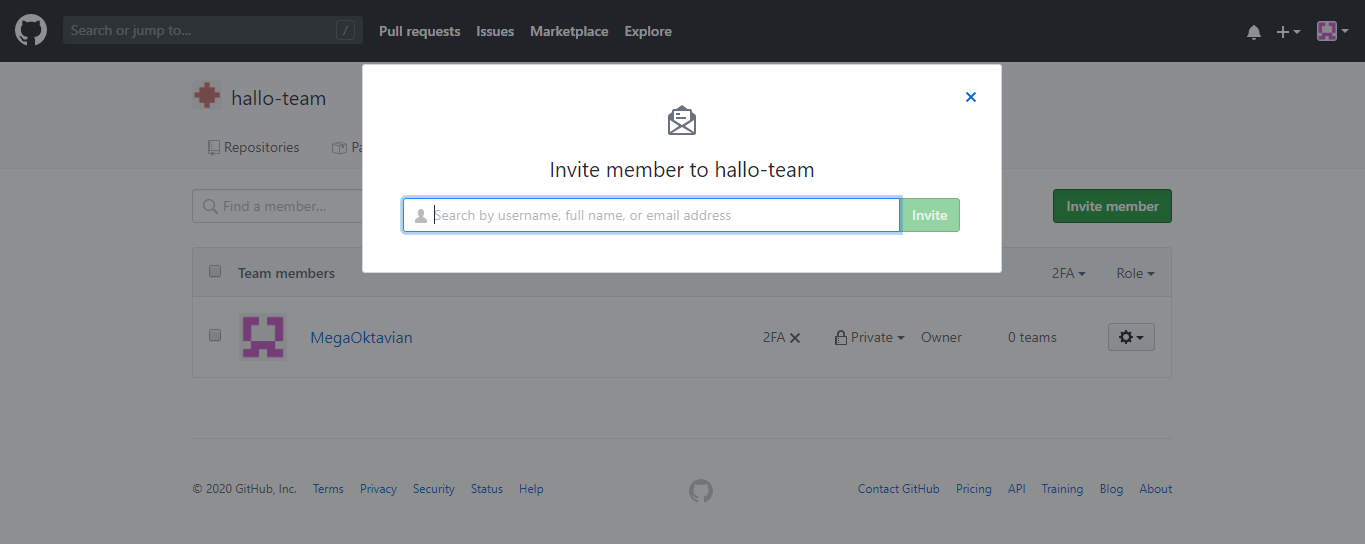 Search or jump to... / Pull requests Issues Marketplace Explore
hallo-team
Repositories Pa
Invite member to hallo-team
Search by username, full name, or email address Invite
Find a member... Invite member
Team members 2FA Role
MegaOktavian 2FA Private Owner 0 teams
© 2020 GitHub, Inc. Terms Privacy Security Status Help Contact GitHub Pricing API Training Blog About